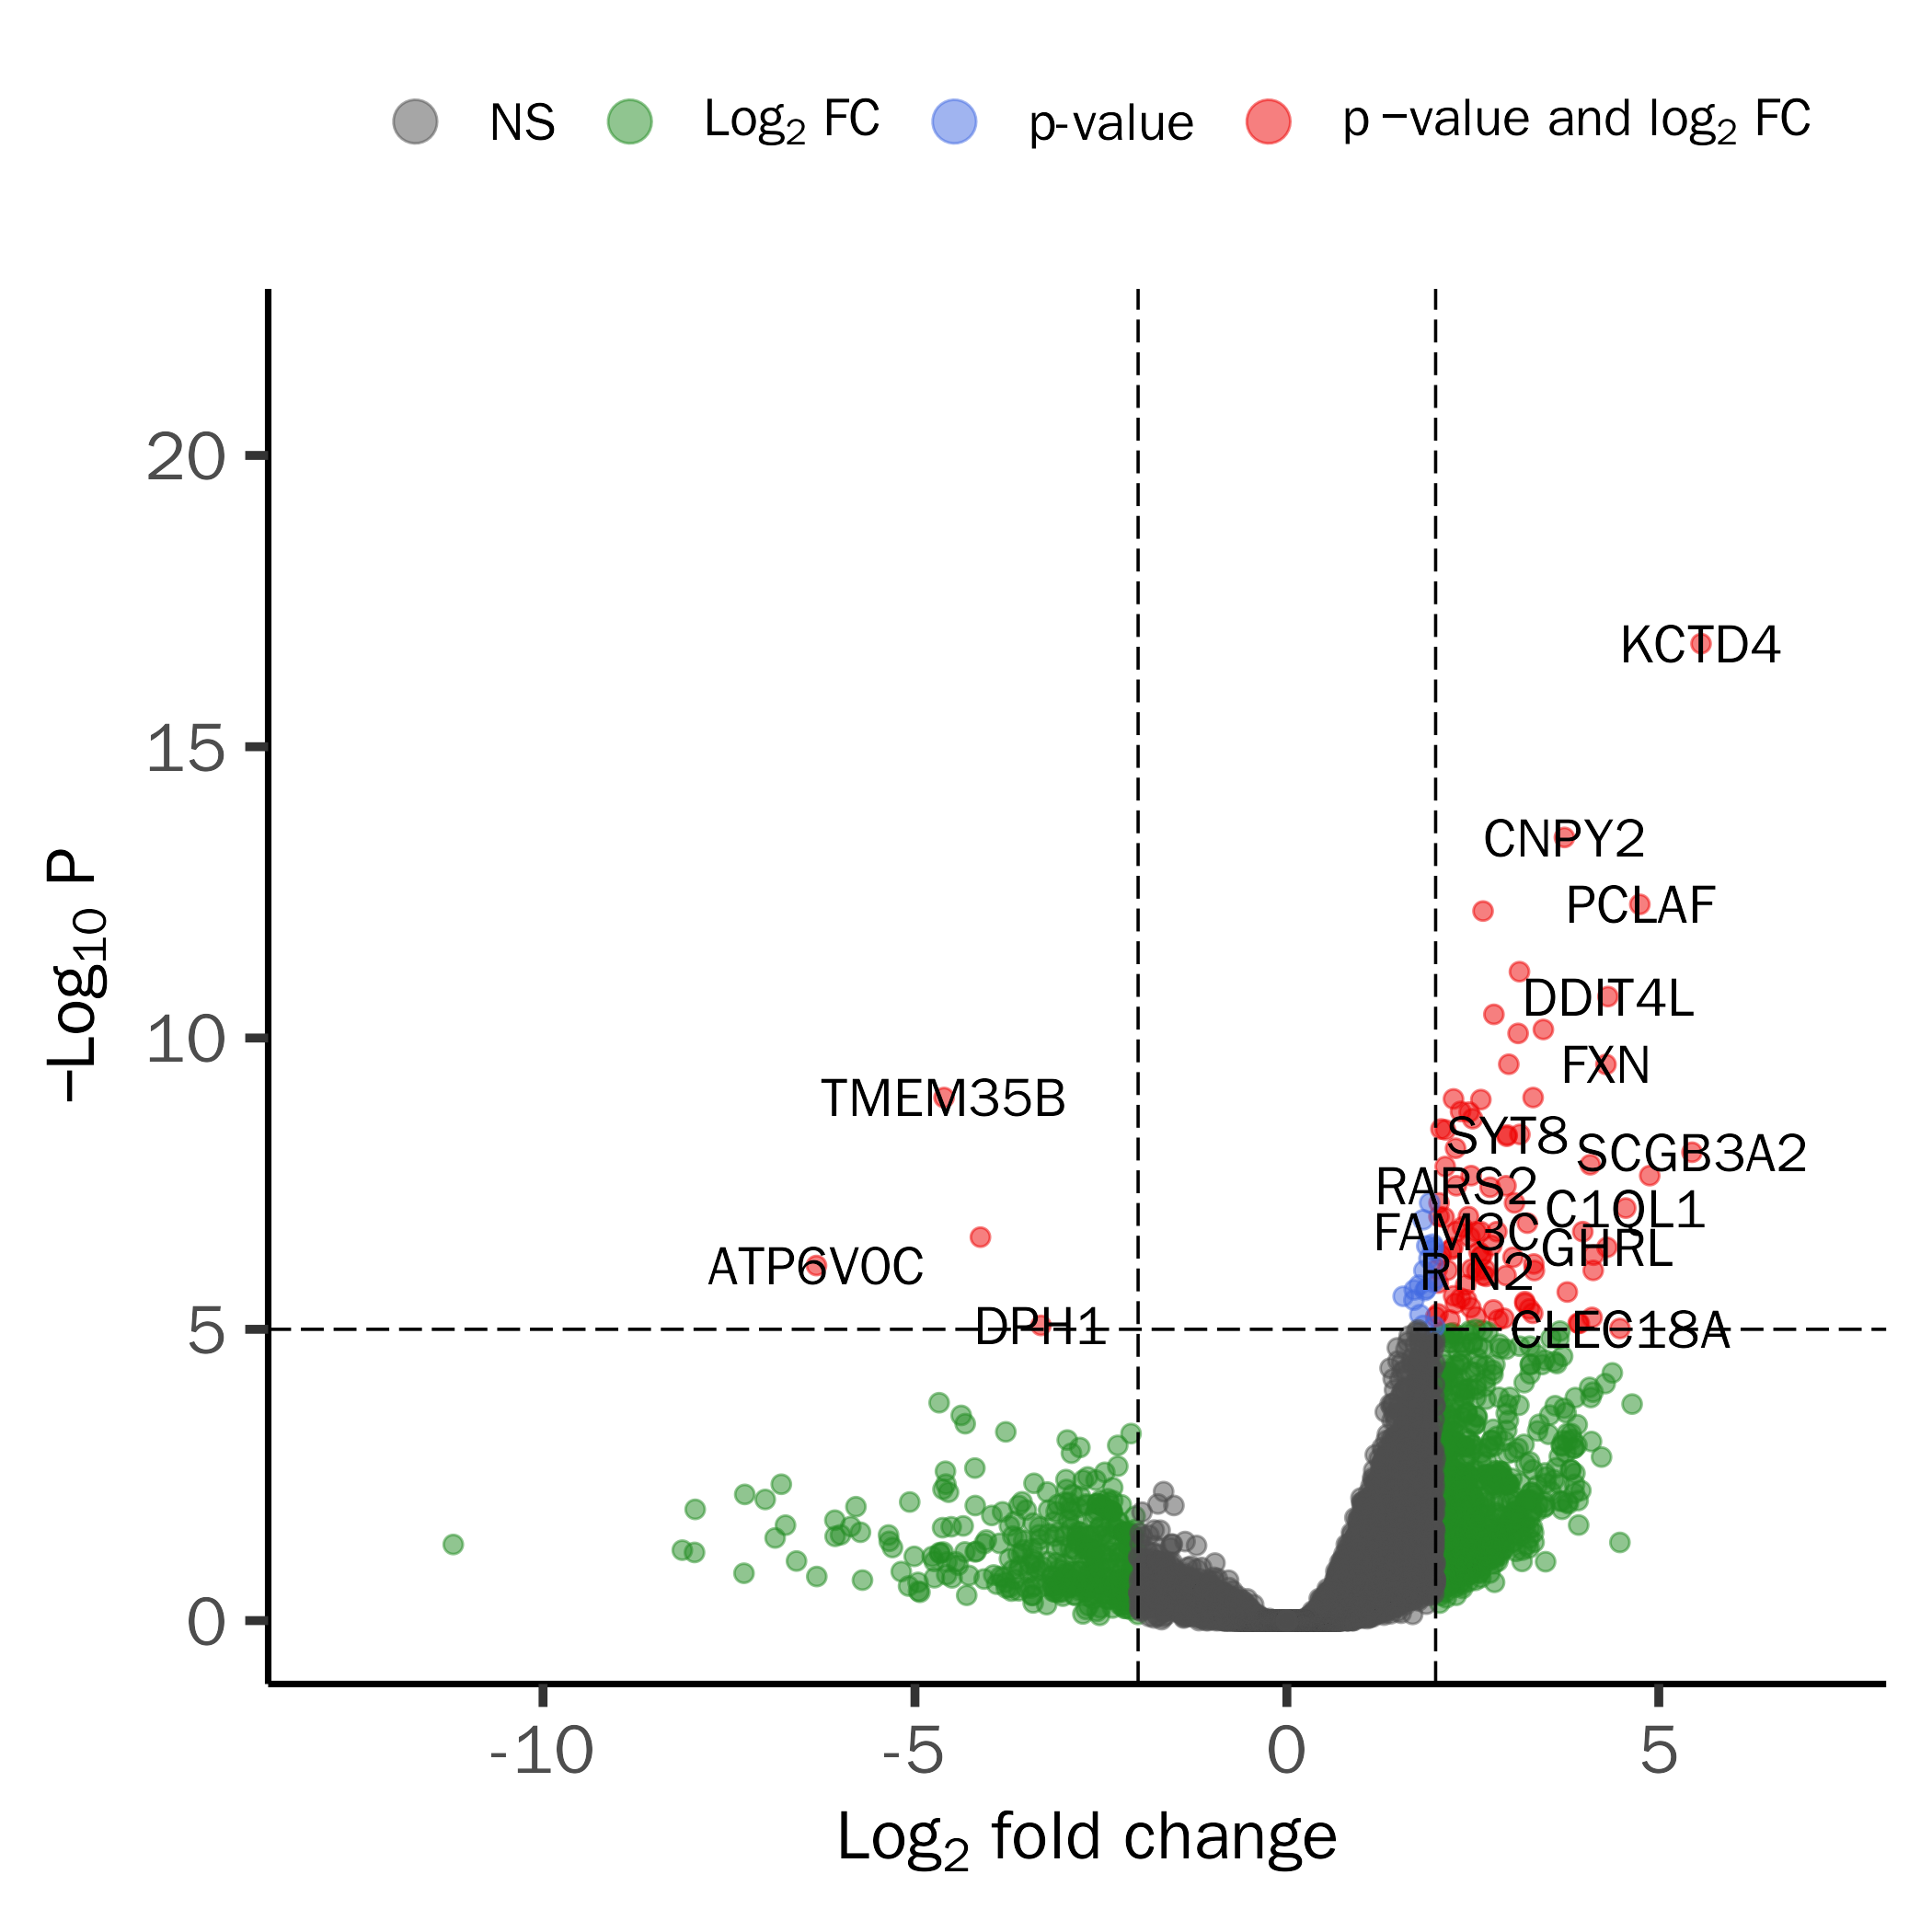 NS Log2 FC p-value p −value and log2 FC
−Log10 P
20
15
10
5
0
KCTD4
CNPY2
PCLAF
DDIT4L
FXN
TMEM35B
SYT8
SCGB3A2
RARS2
C1QL1
FAM3C
GHRL
ATP6V0C
RIN2
DPH1
CLEC18A
-10 -5 0 5
Log2 fold change